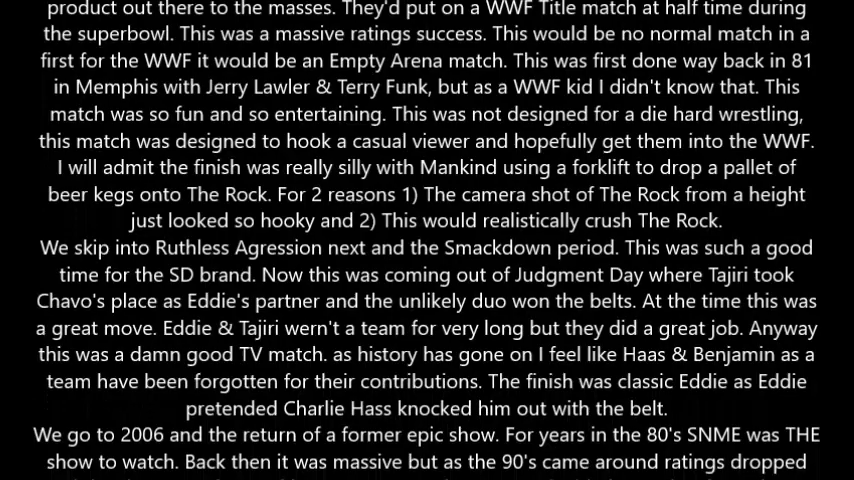 product out there to the masses. They'd put on a WWF Title match at half time during
the superbowl. This was a massive ratings success. This would be no normal match in a
first for the WWF it would be an Empty Arena match. This was first done way back in 81
in Memphis with Jerry Lawler & Terry Funk, but as a WWF kid I didn't know that. This
match was so fun and so entertaining. This was not designed for a die hard wrestling,
this match was designed to hook a casual viewer and hopefully get them into the WWF.
I will admit the finish was really silly with Mankind using a forklift to drop a pallet of
beer kegs onto The Rock. For 2 reasons 1) The camera shot of The Rock from a height
just looked so hooky and 2) This would realistically crush The Rock.
We skip into Ruthless Agression next and the Smackdown period. This was such a good
time for the SD brand. Now this was coming out of Judgment Day where Tajiri took
Chavo's place as Eddie's partner and the unlikely duo won the belts. At the time this was
a great move. Eddie & Tajiri wern't a team for very long but they did a great job. Anyway
this was a damn good TV match. as history has gone on I feel like Haas & Benjamin as a
team have been forgotten for their contributions. The finish was classic Eddie as Eddie
pretended Charlie Hass knocked him out with the belt.
We go to 2006 and the return of a former epic show. For years in the 80's SNME was THE
show to watch. Back then it was massive but as the 90's came around ratings dropped